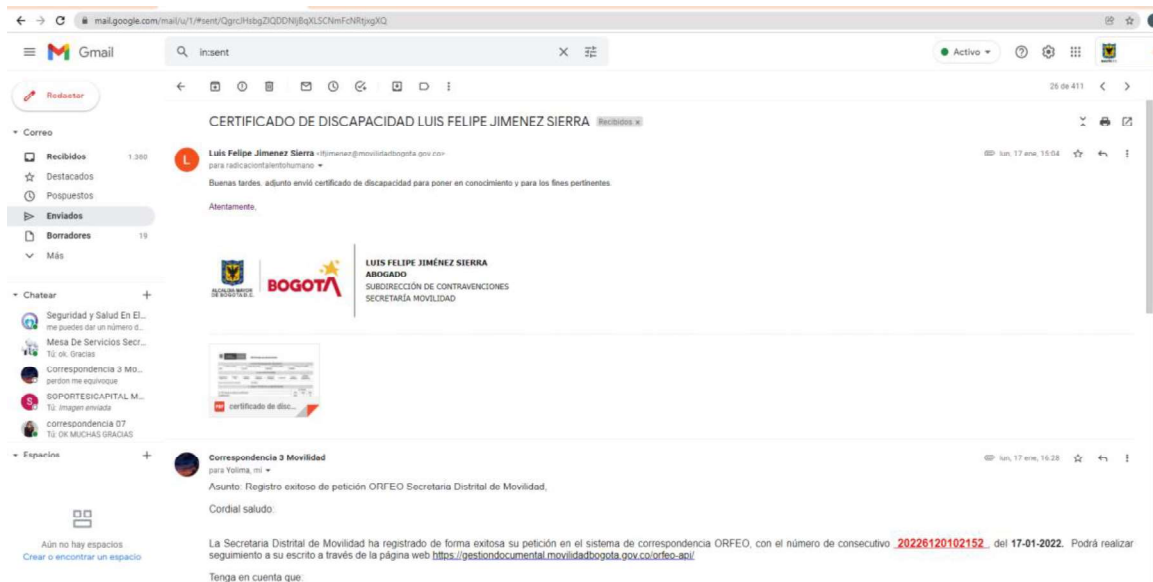 mail.google.com/mail/u/1/#sent/QgrcJHsbgZlQDDNljBqXLSCNmFcNRtjxgXQ
Gmail
in:sent
Activo
Redactar
26 de 411
Correo
CERTIFICADO DE DISCAPACIDAD LUIS FELIPE JIMENEZ SIERRA Recibidos x
Recibidos 1.380
Luis Felipe Jimenez Sierra <lfjimenez@movilidadbogota.gov.co>
lun, 17 ene, 15:04
para radicaciontalentohumano
Destacados
Buenas tardes. adjunto envió certificado de discapacidad para poner en conocimiento y para los fines pertinentes.
Pospuestos
Atentamente,
Enviados
Borradores 19
Más
ALCALDÍA MAYOR
DE BOGOTÁ D.C.
BOGOTÁ
LUIS FELIPE JIMÉNEZ SIERRA
ABOGADO
SUBDIRECCIÓN DE CONTRAVENCIONES
SECRETARÍA MOVILIDAD
Chatear
Seguridad y Salud En El...
me puedes dar un número d...
Mesa De Servicios Secr...
Tú: ok. Gracias
Correspondencia 3 Mo...
perdon me equivoque
SOPORTESICAPITAL M...
Tú: Imagen enviada
correspondencia 07
Tú: OK MUCHAS GRACIAS
certificado de disc...
Espacios
Aún no hay espacios
Crear o encontrar un espacio
Correspondencia 3 Movilidad
lun, 17 ene, 16:28
para Yolima, mi
Asunto: Registro exitoso de petición ORFEO Secretaria Distrital de Movilidad,
Cordial saludo:
La Secretaria Distrital de Movilidad ha registrado de forma exitosa su petición en el sistema de correspondencia ORFEO, con el número de consecutivo 20226120102152 del 17-01-2022. Podrá realizar
seguimiento a su escrito a través de la página web https://gestiondocumental.movilidadbogota.gov.co/orfeo-api/
Tenga en cuenta que: